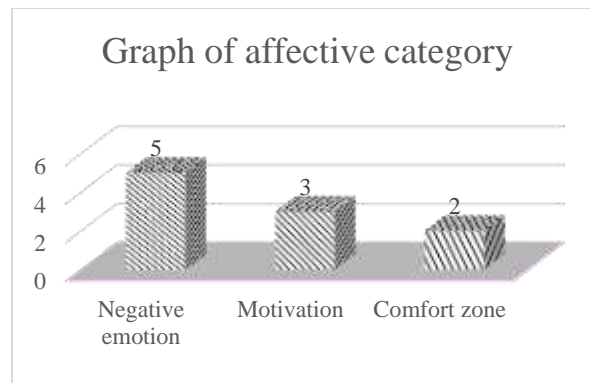 Graph of affective category
5
3
2
6
4
2
0
Negative emotion
Motivation
Comfort zone